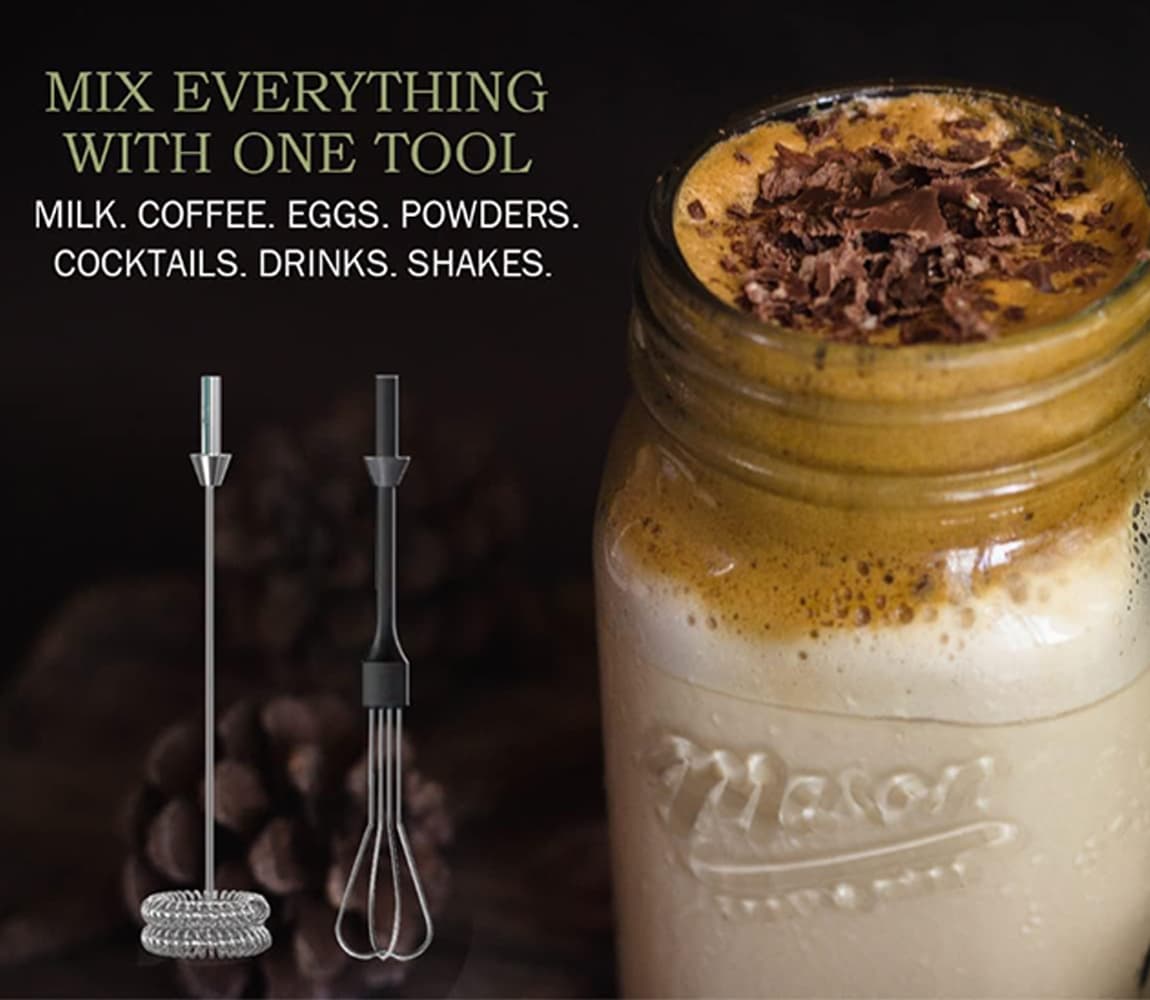 MIX EVERYTHING
WITH ONE TOOL
MILK. COFFEE. EGGS. POWDERS.
COCKTAILS. DRINKS. SHAKES.
Mason